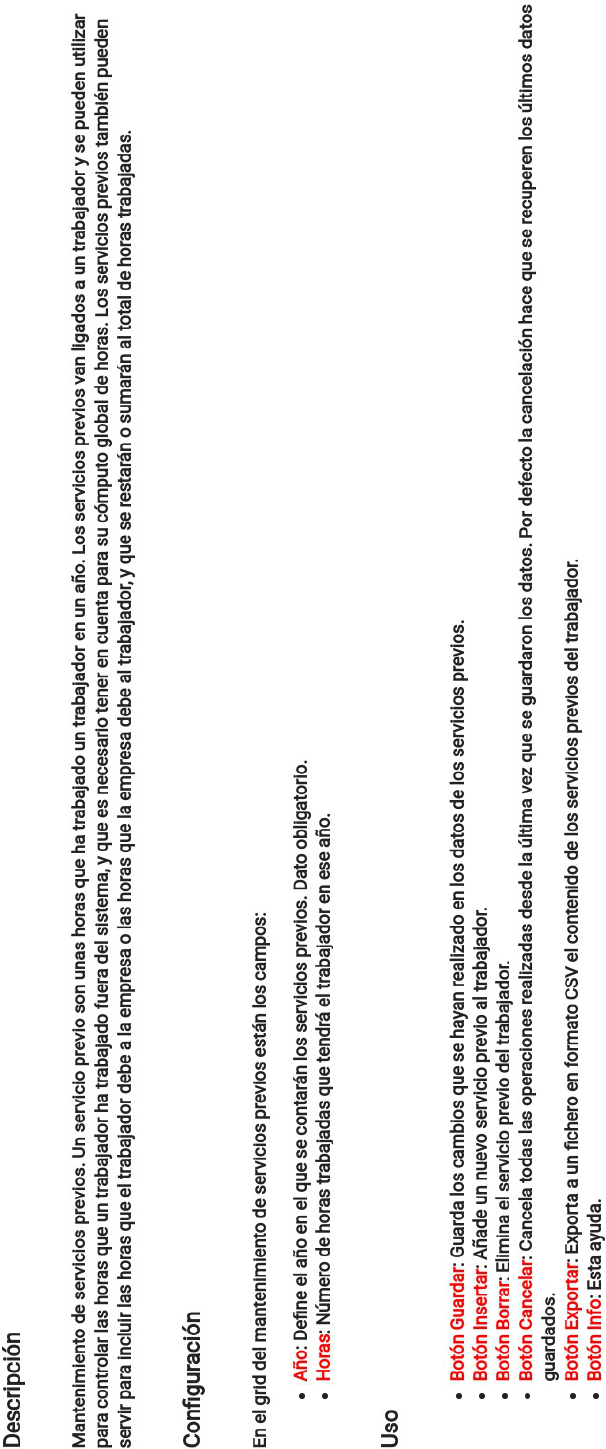 Descripción
Mantenimiento de servicios previos. Un servicio previo son unas horas que ha trabajado un trabajador en un año. Los servicios previos van ligados a un trabajador y se pueden utilizar
para controlar las horas que un trabajador ha trabajado fuera del sistema, y que es necesario tener en cuenta para su cómputo global de horas. Los servicios previos también pueden
servir para incluir las horas que el trabajador debe a la empresa o las horas que la empresa debe al trabajador, y que se restarán o sumarán al total de horas trabajadas.
Configuración
En el grid del mantenimiento de servicios previos están los campos:
• Año: Define el año en el que se contarán los servicios previos. Dato obligatorio.
• Horas: Número de horas trabajadas que tendrá el trabajador en ese año.
Uso
• Botón Guardar: Guarda los cambios que se hayan realizado en los datos de los servicios previos.
• Botón Insertar: Añade un nuevo servicio previo al trabajador.
• Botón Borrar: Elimina el servicio previo del trabajador.
• Botón Cancelar: Cancela todas las operaciones realizadas desde la última vez que se guardaron los datos. Por defecto la cancelación hace que se recuperen los últimos datos
guardados.
• Botón Exportar: Exporta a un fichero en formato CSV el contenido de los servicios previos del trabajador.
• Botón Info: Esta ayuda.